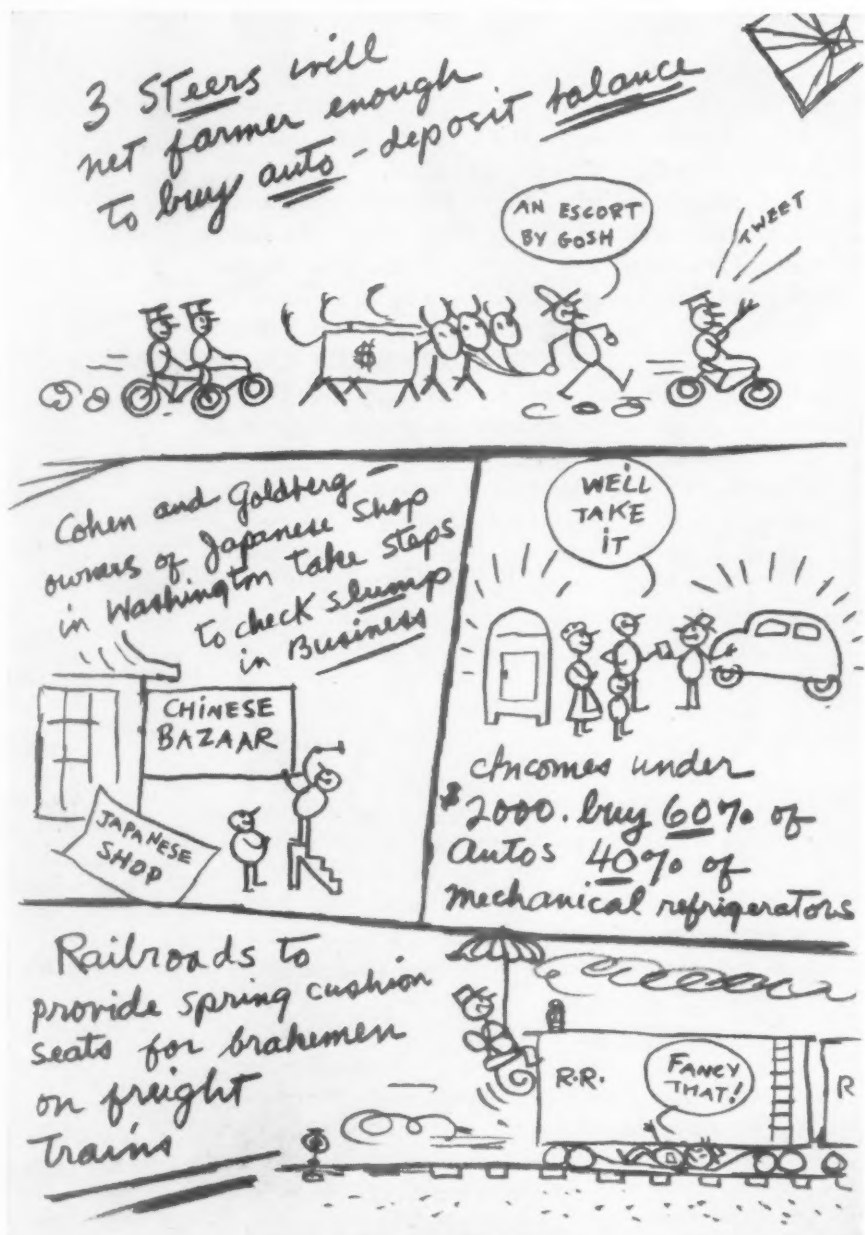 3 STeers will
net farmer enough
to buy auto - deposit balance
AN ESCORT
BY GOSH
TWEET
$
Cohen and Goldberg -
owners of Japanese Shop
in Washington take steps
to check slump
in Business
CHINESE
BAZAAR
JAPANESE
SHOP
WE'LL
TAKE
IT
Incomes under
$2000. buy 60% of
autos 40% of
mechanical refrigerators
Railroads to
provide spring cushion
seats for brakemen
on freight
Trains
R.R.
FANCY
THAT!
R